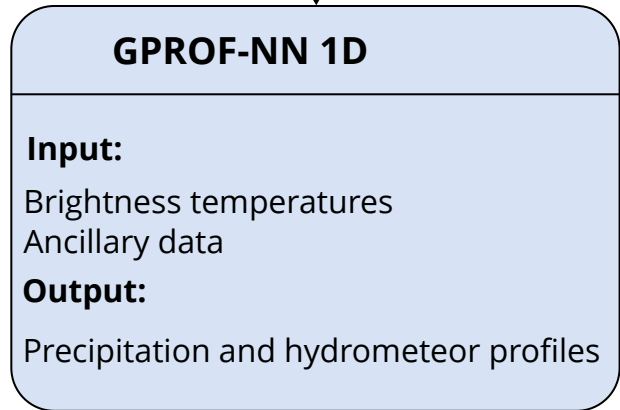 GPROF-NN 1D
Input:
Brightness temperatures
Ancillary data
Output:
Precipitation and hydrometeor profiles